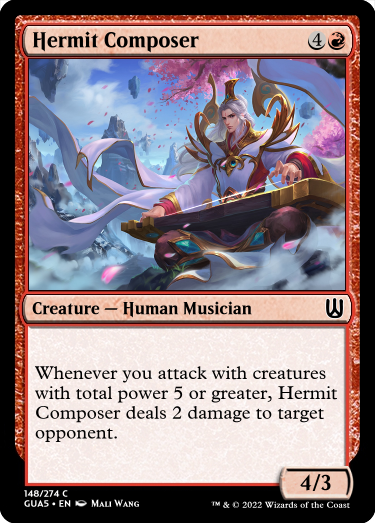 Hermit Composer 4
Creature — Human Musician
Whenever you attack with creatures
with total power 5 or greater, Hermit
Composer deals 2 damage to target
opponent.
4/3
148/274 C
GUA5 • EN Mali Wang ™ & © 2022 Wizards of the Coast